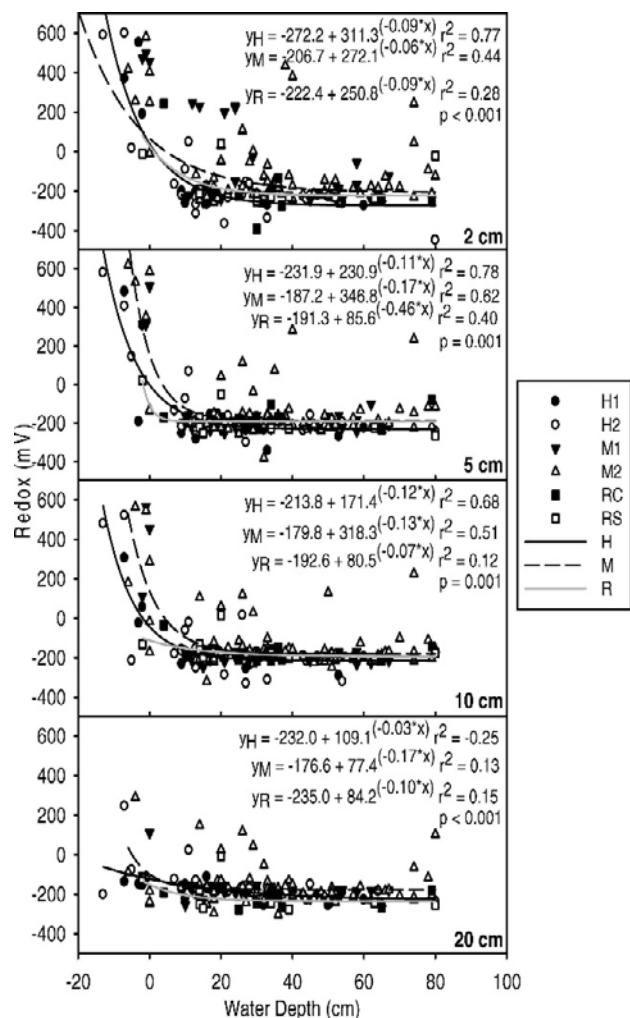 600
400
200
0
-200
-400
yH = -272.2 + 311.3(-0.09*x) r2 = 0.77
yM = -206.7 + 272.1(-0.06*x) r2 = 0.44
yR = -222.4 + 250.8(-0.09*x) r2 = 0.28
p < 0.001
2 cm
600
400
200
0
-200
-400
yH = -231.9 + 230.9(-0.11*x) r2 = 0.78
yM = -187.2 + 346.8(-0.17*x) r2 = 0.62
yR = -191.3 + 85.6(-0.46*x) r2 = 0.40
p = 0.001
5 cm
Redox (mV)
600
400
200
0
-200
-400
yH = -213.8 + 171.4(-0.12*x) r2 = 0.68
yM = -179.8 + 318.3(-0.13*x) r2 = 0.51
yR = -192.6 + 80.5(-0.07*x) r2 = 0.12
p = 0.001
10 cm
600
400
200
0
-200
-400
yH = -232.0 + 109.1(-0.03*x) r2 = -0.25
yM = -176.6 + 77.4(-0.17*x) r2 = 0.13
yR = -235.0 + 84.2(-0.10*x) r2 = 0.15
p < 0.001
20 cm
-20 0 20 40 60 80 100
Water Depth (cm)
H1
H2
M1
M2
RC
RS
H
M
R